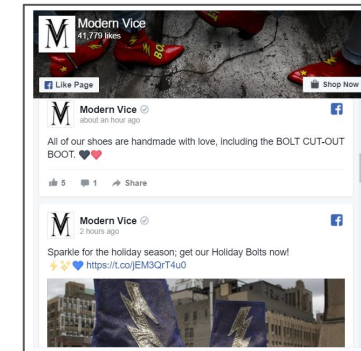 Modern Vice
41,779 likes
Like Page
Shop Now
Modern Vice
about an hour ago
All of our shoes are handmade with love, including the BOLT CUT-OUT
BOOT. 🖤❤️
5 1 Share
Modern Vice
2 hours ago
Sparkle for the holiday season; get our Holiday Bolts now!
⚡✨💙 https://t.co/jEM3QrT4u0